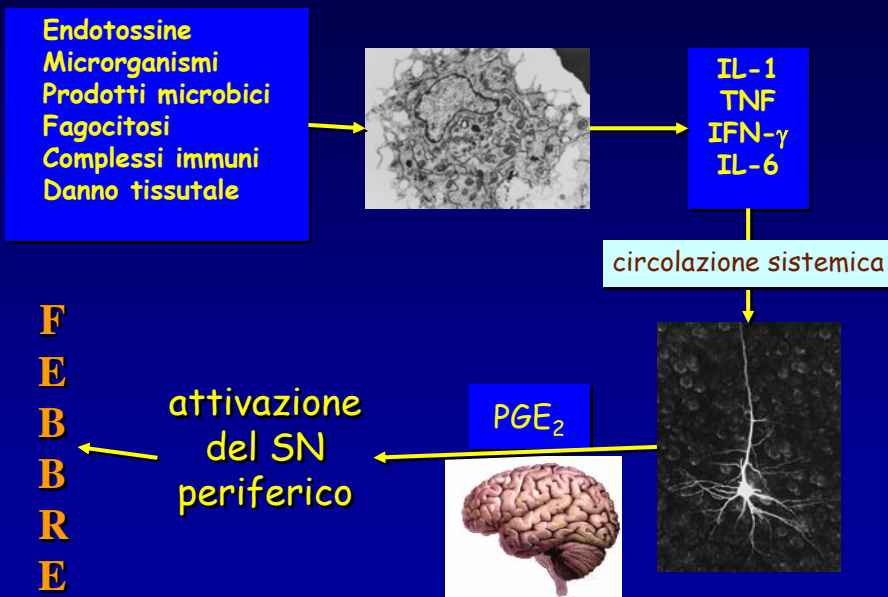 Endotossine
Microrganismi
Prodotti microbici
Fagocitosi
Complessi immuni
Danno tissutale
IL-1
TNF
IFN-γ
IL-6
circolazione sistemica
PGE₂
attivazione
del SN
periferico
F
E
B
B
R
E